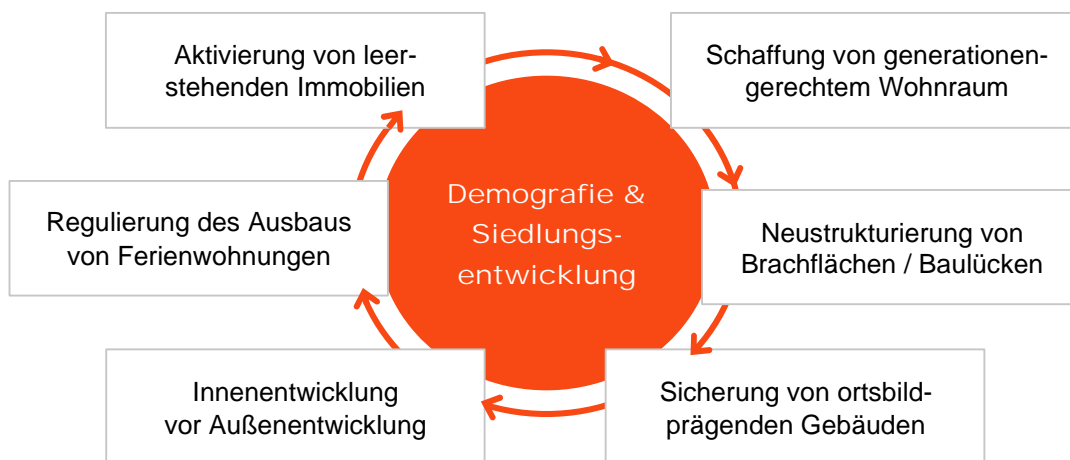 Aktivierung von leer-
stehenden Immobilien
Schaffung von generationen-
gerechtem Wohnraum
Regulierung des Ausbaus
von Ferienwohnungen
Demografie &
Siedlungs-
entwicklung
Neustrukturierung von
Brachflächen / Baulücken
Innenentwicklung
vor Außenentwicklung
Sicherung von ortsbild-
prägenden Gebäuden